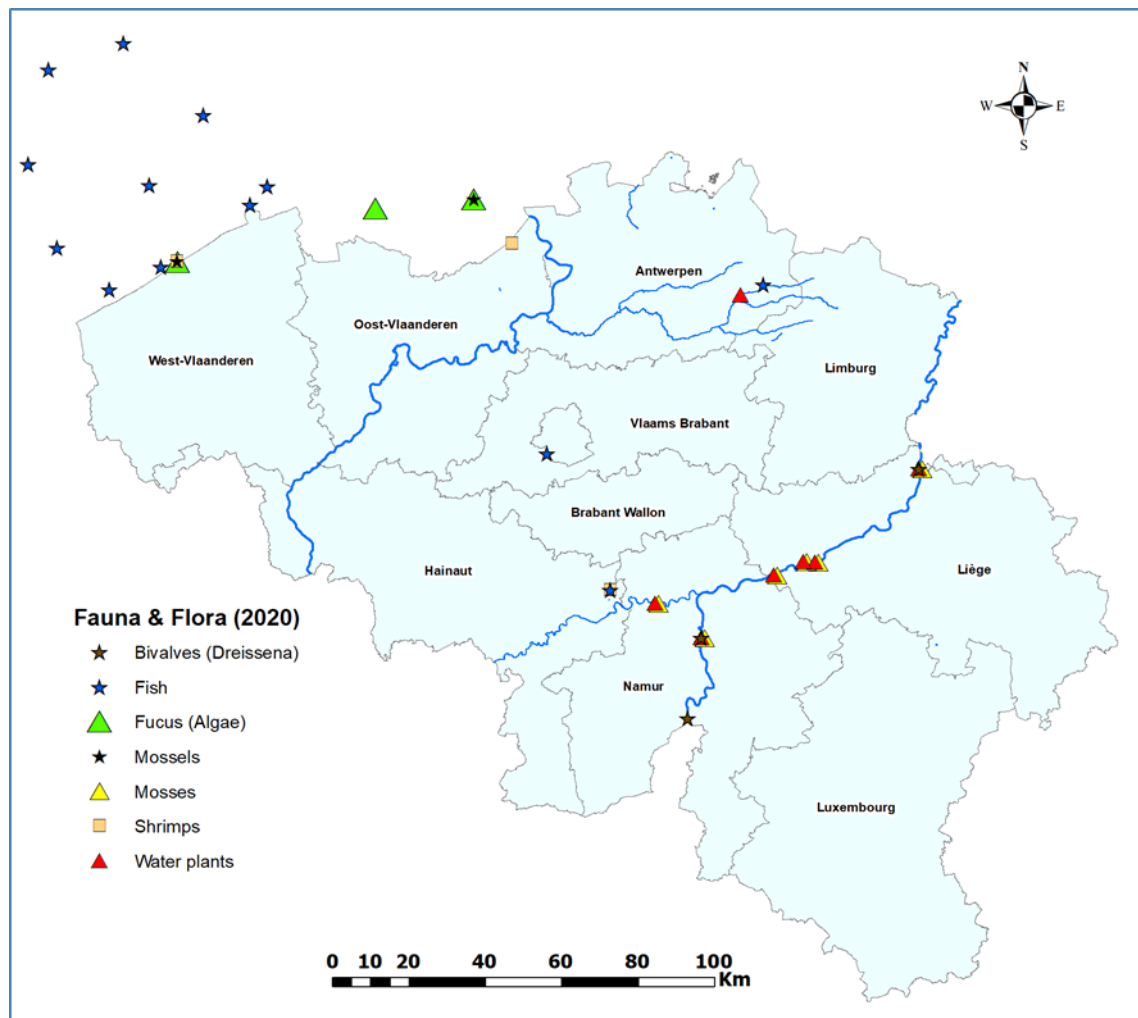 N
W E
S
Antwerpen
Oost-Vlaanderen
West-Vlaanderen
Limburg
Vlaams Brabant
Brabant Wallon
Hainaut
Liège
Namur
Luxembourg
Fauna & Flora (2020)
Bivalves (Dreissena)
Fish
Fucus (Algae)
Mossels
Mosses
Shrimps
Water plants
0 10 20 40 60 80 100
Km